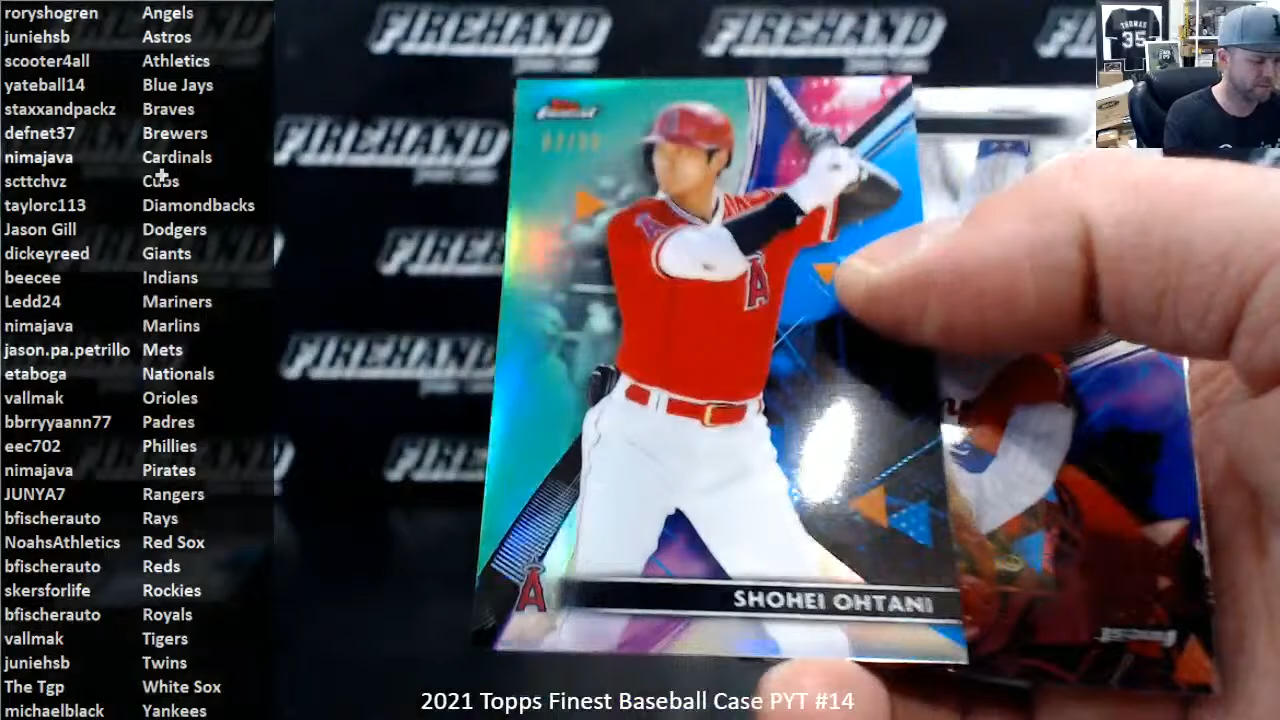 roryshogren Angels
juniehsb Astros
scooter4all Athletics
yateball14 Blue Jays
staxxandpackz Braves
defnet37 Brewers
nimajava Cardinals
scttchvz Cubs
taylorc113 Diamondbacks
Jason Gill Dodgers
dickeyreed Giants
beecee Indians
Ledd24 Mariners
nimajava Marlins
jason.pa.petrillo Mets
etaboga Nationals
vallmak Orioles
bbrryyaann77 Padres
eec702 Phillies
nimajava Pirates
JUNYA7 Rangers
bfischerauto Rays
NoahsAthletics Red Sox
bfischerauto Reds
skersforlife Rockies
bfischerauto Royals
vallmak Tigers
juniehsb Twins
The Tgp White Sox
michaelblack Yankees
FIREHAND FIREHAND
FIREHAND
FIREHAND
FIREHAND
FIREHAND
THOMAS
35
Finest
A
A
SHOHEI OHTANI
2021 Topps Finest Baseball Case PYT #14